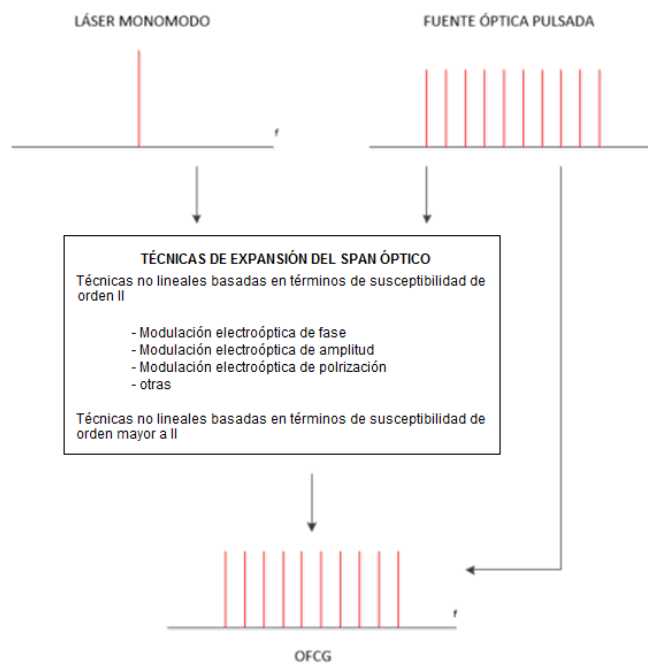 LÁSER MONOMODO
FUENTE ÓPTICA PULSADA
f
TÉCNICAS DE EXPANSIÓN DEL SPAN ÓPTICO
Técnicas no lineales basadas en términos de susceptibilidad de
orden II
- Modulación electroóptica de fase
- Modulación electroóptica de amplitud
- Modulación electroóptica de polrización
- otras
Técnicas no lineales basadas en términos de susceptibilidad de
orden mayor a II
f
OFCG